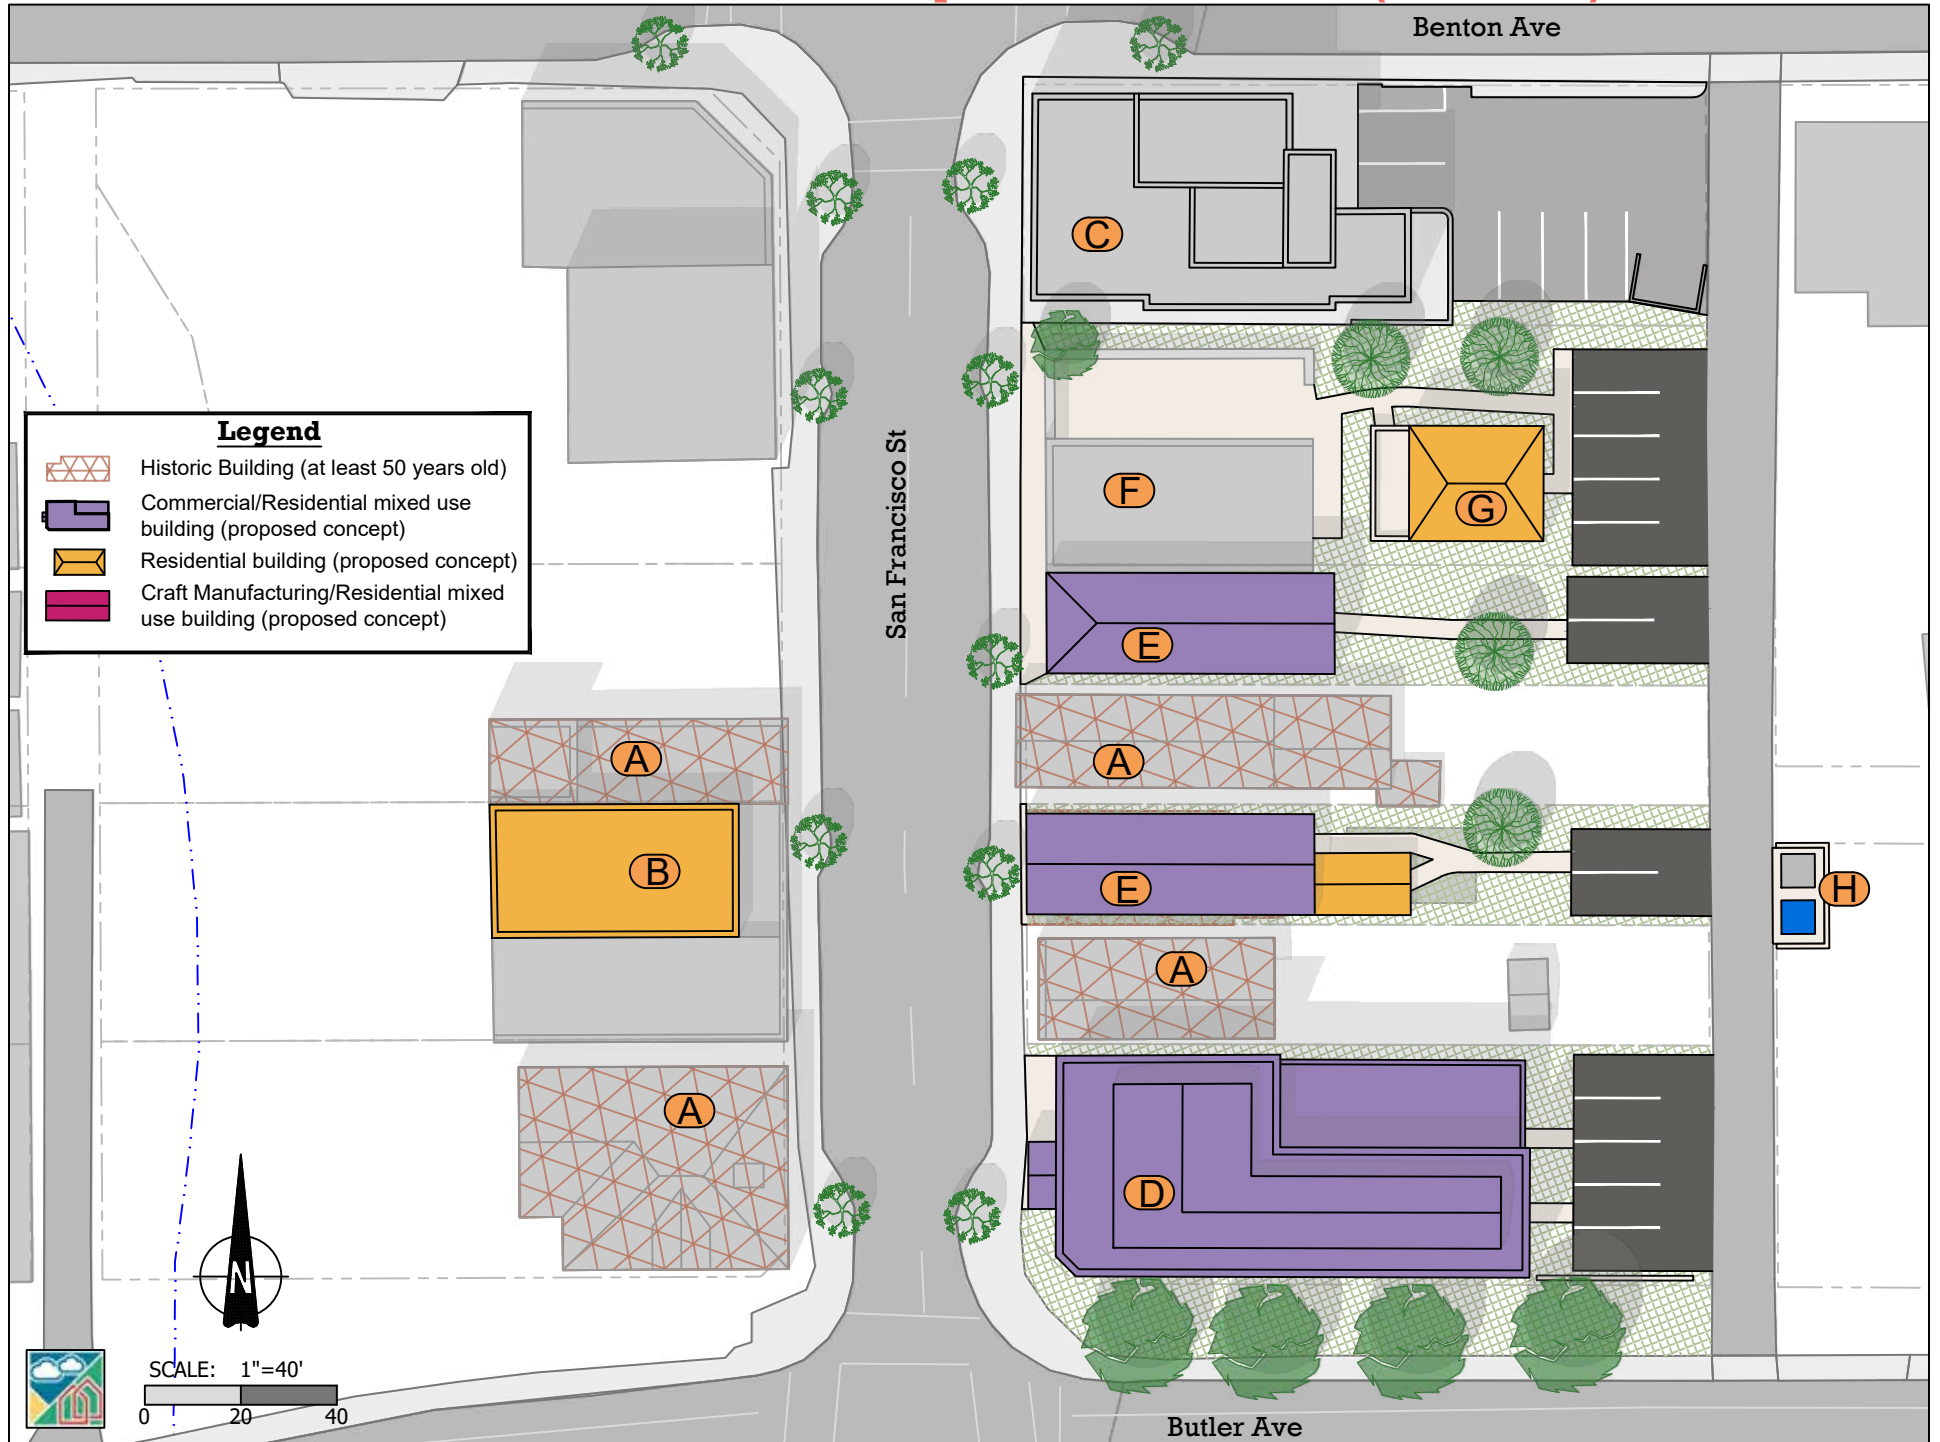 Benton Ave
C
San Francisco St
Legend
Historic Building (at least 50 years old)
Commercial/Residential mixed use
building (proposed concept)
Residential building (proposed concept)
Craft Manufacturing/Residential mixed
use building (proposed concept)
F
G
E
A
A
B
E
H
A
A
D
N
SCALE: 1"=40'
0 20 40
Butler Ave